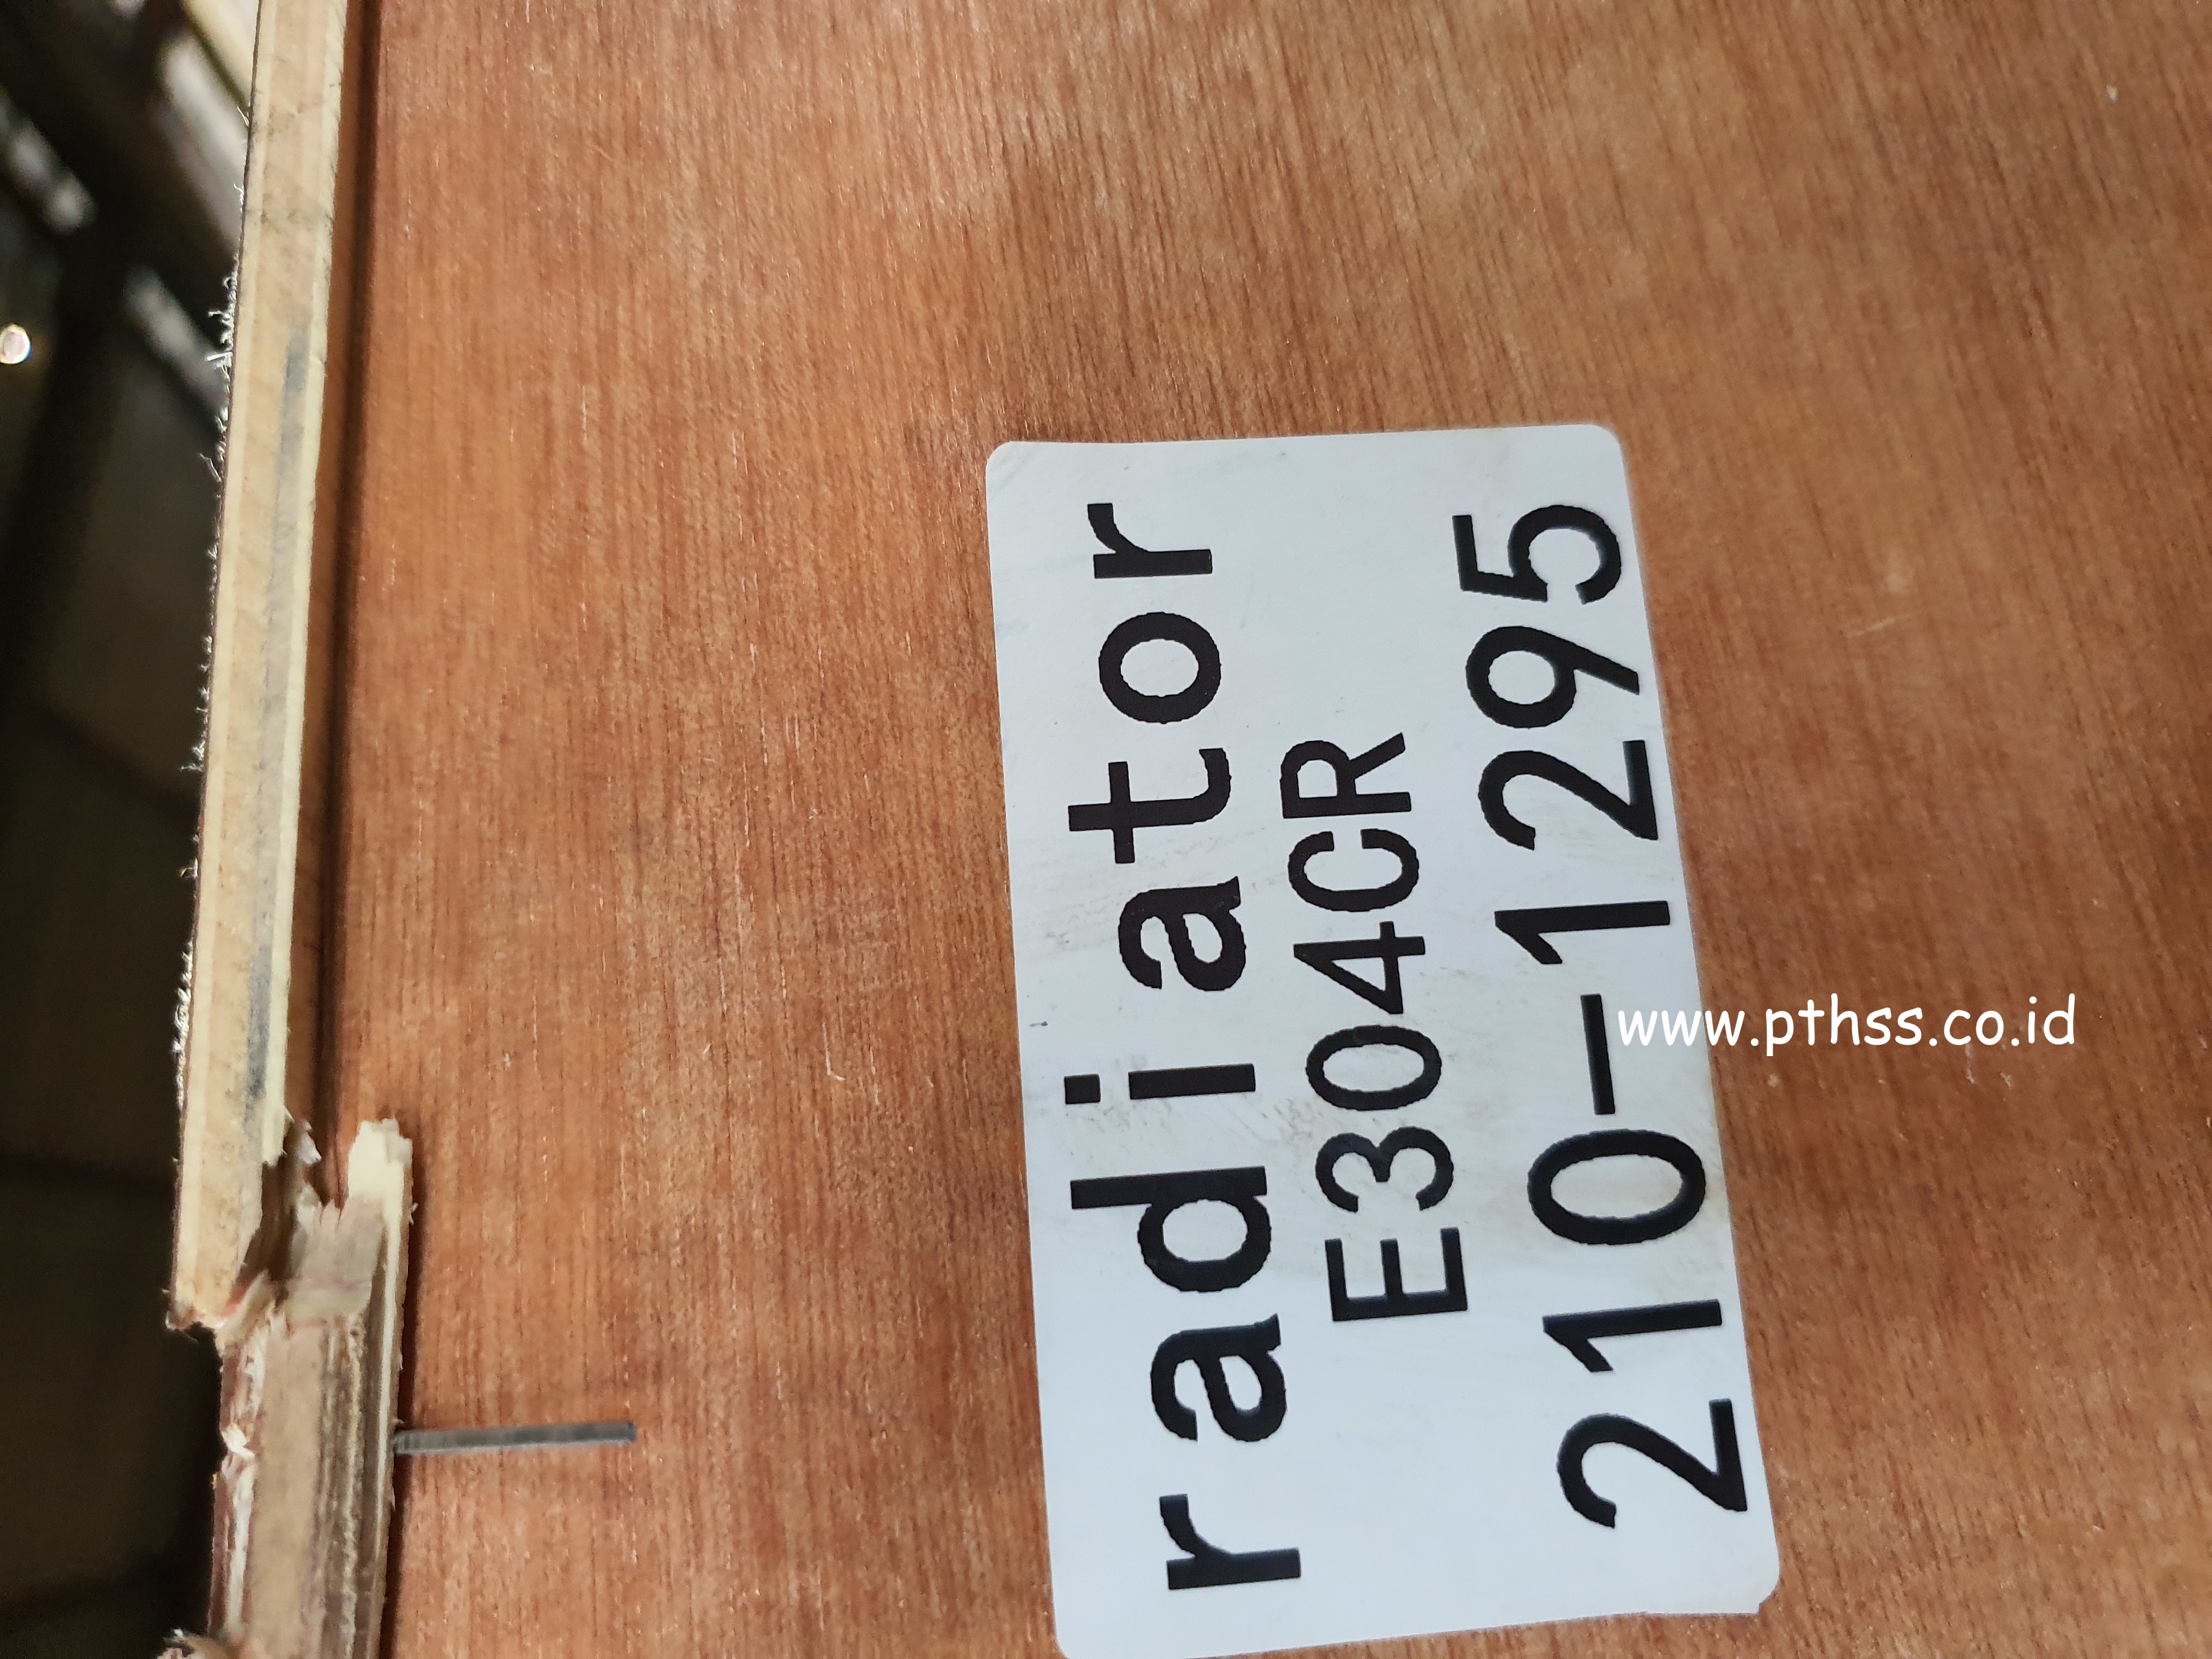 radiator
E304CR
210-1295
www.pthss.co.id